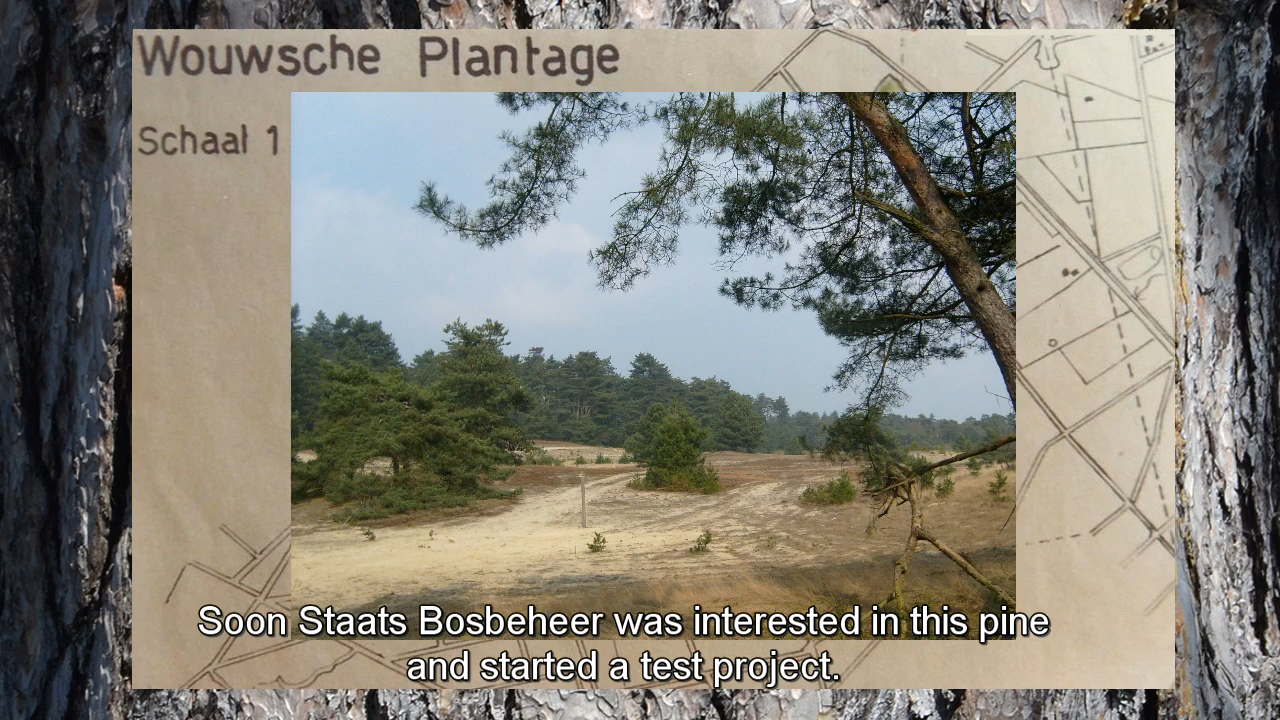 Wouwsche Plantage
Schaal 1
Soon Staats Bosbeheer was interested in this pine
and started a test project.